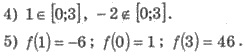 4) 1∈[0;3], −2∉[0;3].
5) f(1)=−6; f(0)=1; f(3)=46.